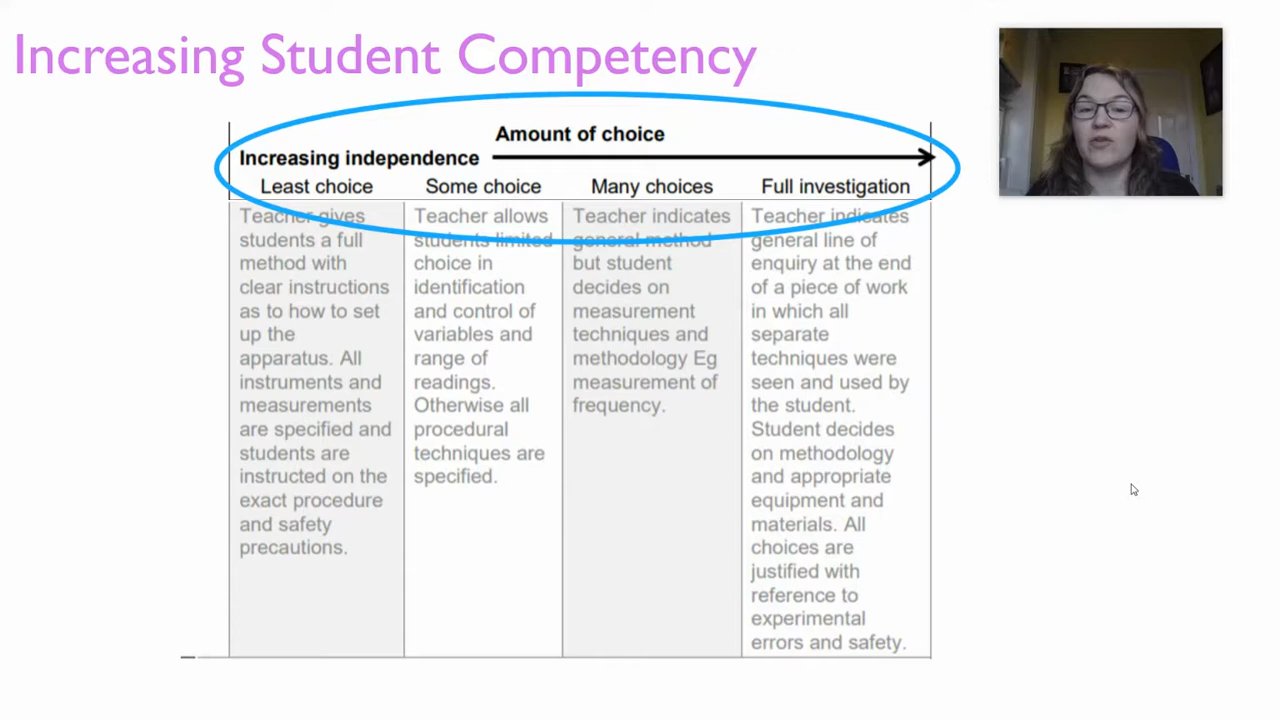 Increasing Student Competency
Amount of choice
Increasing independence
Least choice
Some choice
Many choices
Full investigation
Teacher gives
students a full
method with
clear instructions
as to how to set
up the
apparatus. All
instruments and
measurements
are specified and
students are
instructed on the
exact procedure
and safety
precautions.
Teacher allows
students limited
choice in
identification
and control of
variables and
range of
readings.
Otherwise all
procedural
techniques are
specified.
Teacher indicates
general method
but student
decides on
measurement
techniques and
methodology Eg
measurement of
frequency.
Teacher indicates
general line of
enquiry at the end
of a piece of work
in which all
separate
techniques were
seen and used by
the student.
Student decides
on methodology
and appropriate
equipment and
materials. All
choices are
justified with
reference to
experimental
errors and safety.